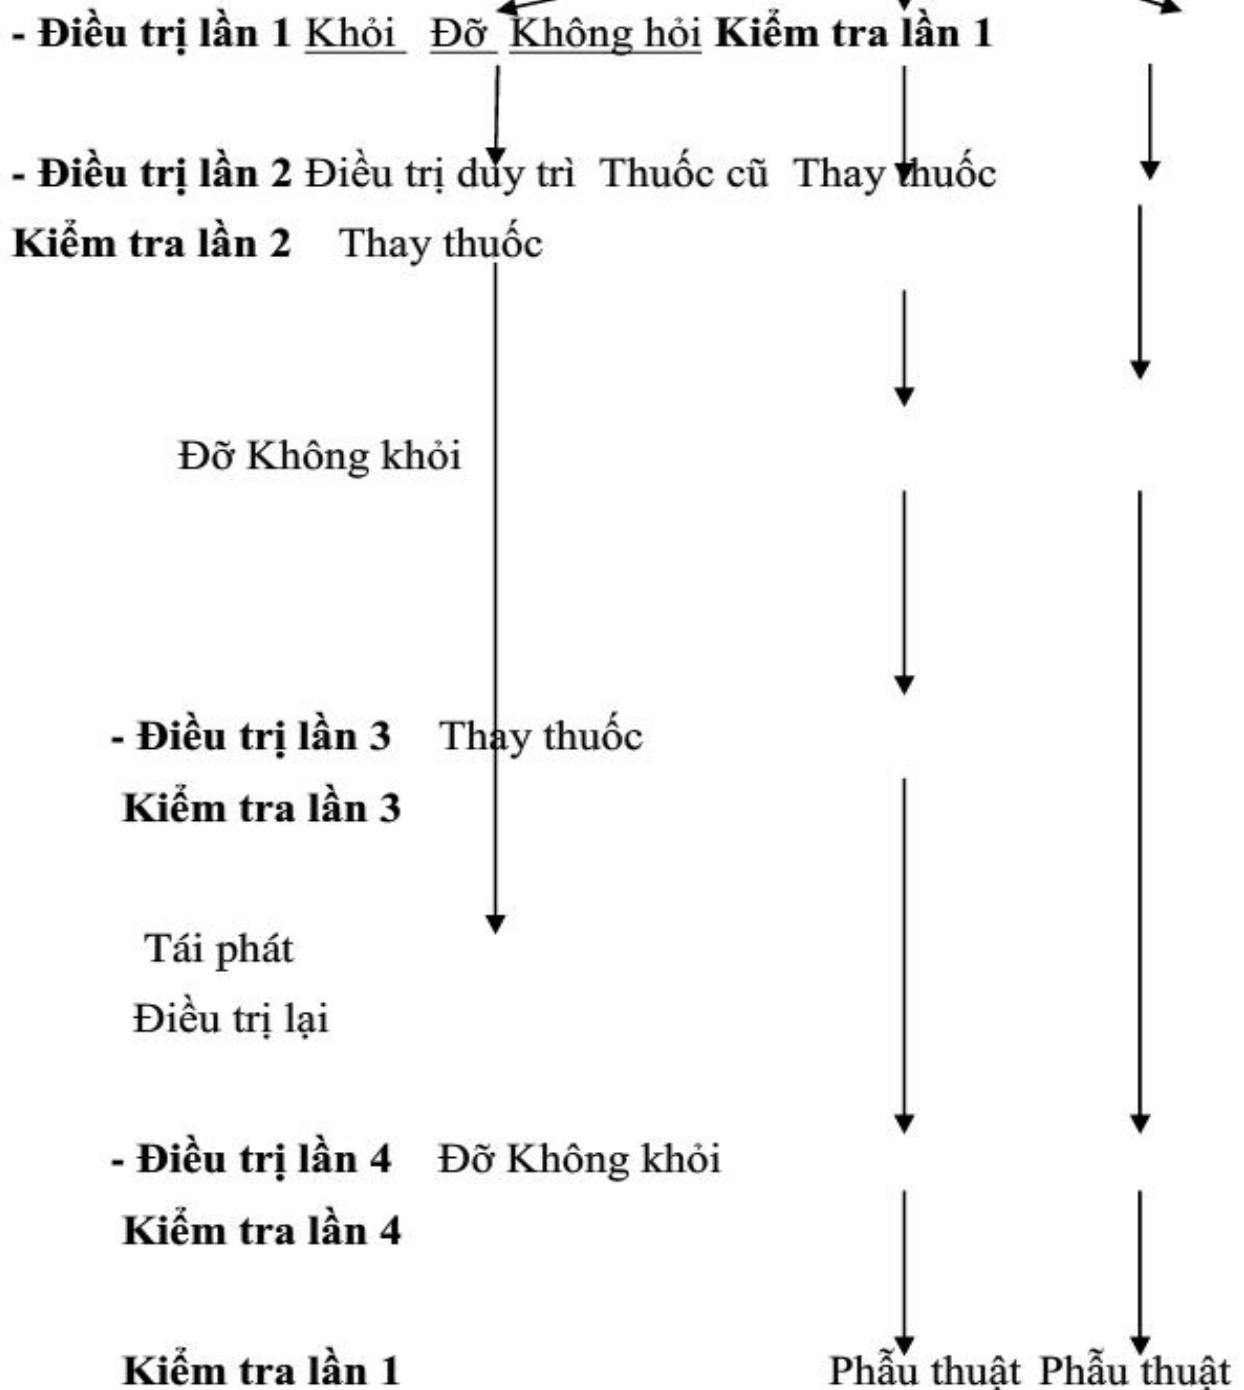 - Điều trị lần 1 Khỏi Đỡ Không hỏi Kiểm tra lần 1
- Điều trị lần 2 Điều trị duy trì Thuốc cũ Thay thuốc
Kiểm tra lần 2 Thay thuốc
Đỡ Không khỏi
- Điều trị lần 3 Thay thuốc
Kiểm tra lần 3
Tái phát
Điều trị lại
- Điều trị lần 4 Đỡ Không khỏi
Kiểm tra lần 4
Kiểm tra lần 1 Phẫu thuật Phẫu thuật